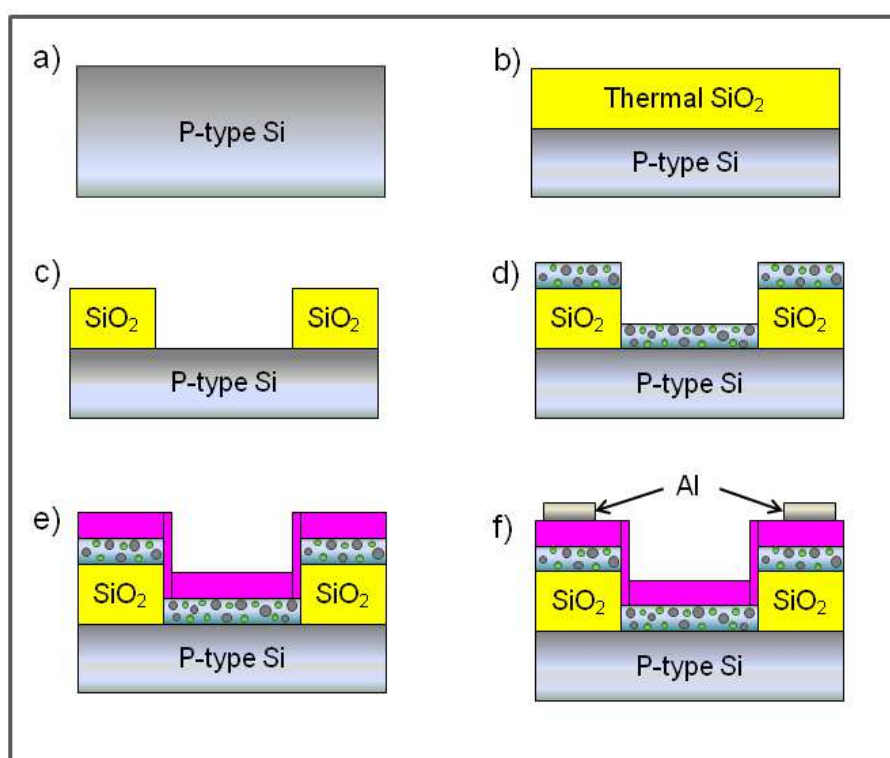 a)
P-type Si
b)
Thermal SiO₂
P-type Si
c)
SiO₂ SiO₂
P-type Si
d)
SiO₂ SiO₂
P-type Si
e)
SiO₂ SiO₂
P-type Si
Al
f)
SiO₂ SiO₂
P-type Si